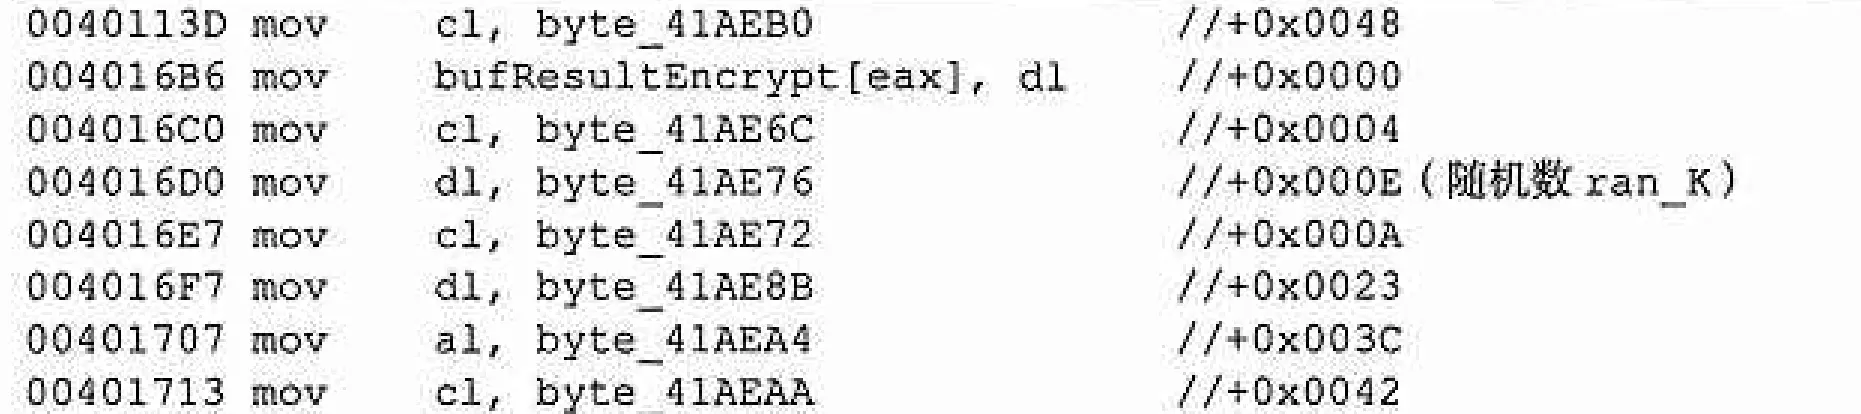 0040113D mov cl, byte_41AEB0 //+0x0048
004016B6 mov bufResultEncrypt[eax], dl //+0x0000
004016C0 mov cl, byte_41AE6C //+0x0004
004016D0 mov dl, byte_41AE76 //+0x000E（随机数 ran_K）
004016E7 mov cl, byte_41AE72 //+0x000A
004016F7 mov dl, byte_41AE8B //+0x0023
00401707 mov al, byte_41AEA4 //+0x003C
00401713 mov cl, byte_41AEAA //+0x0042